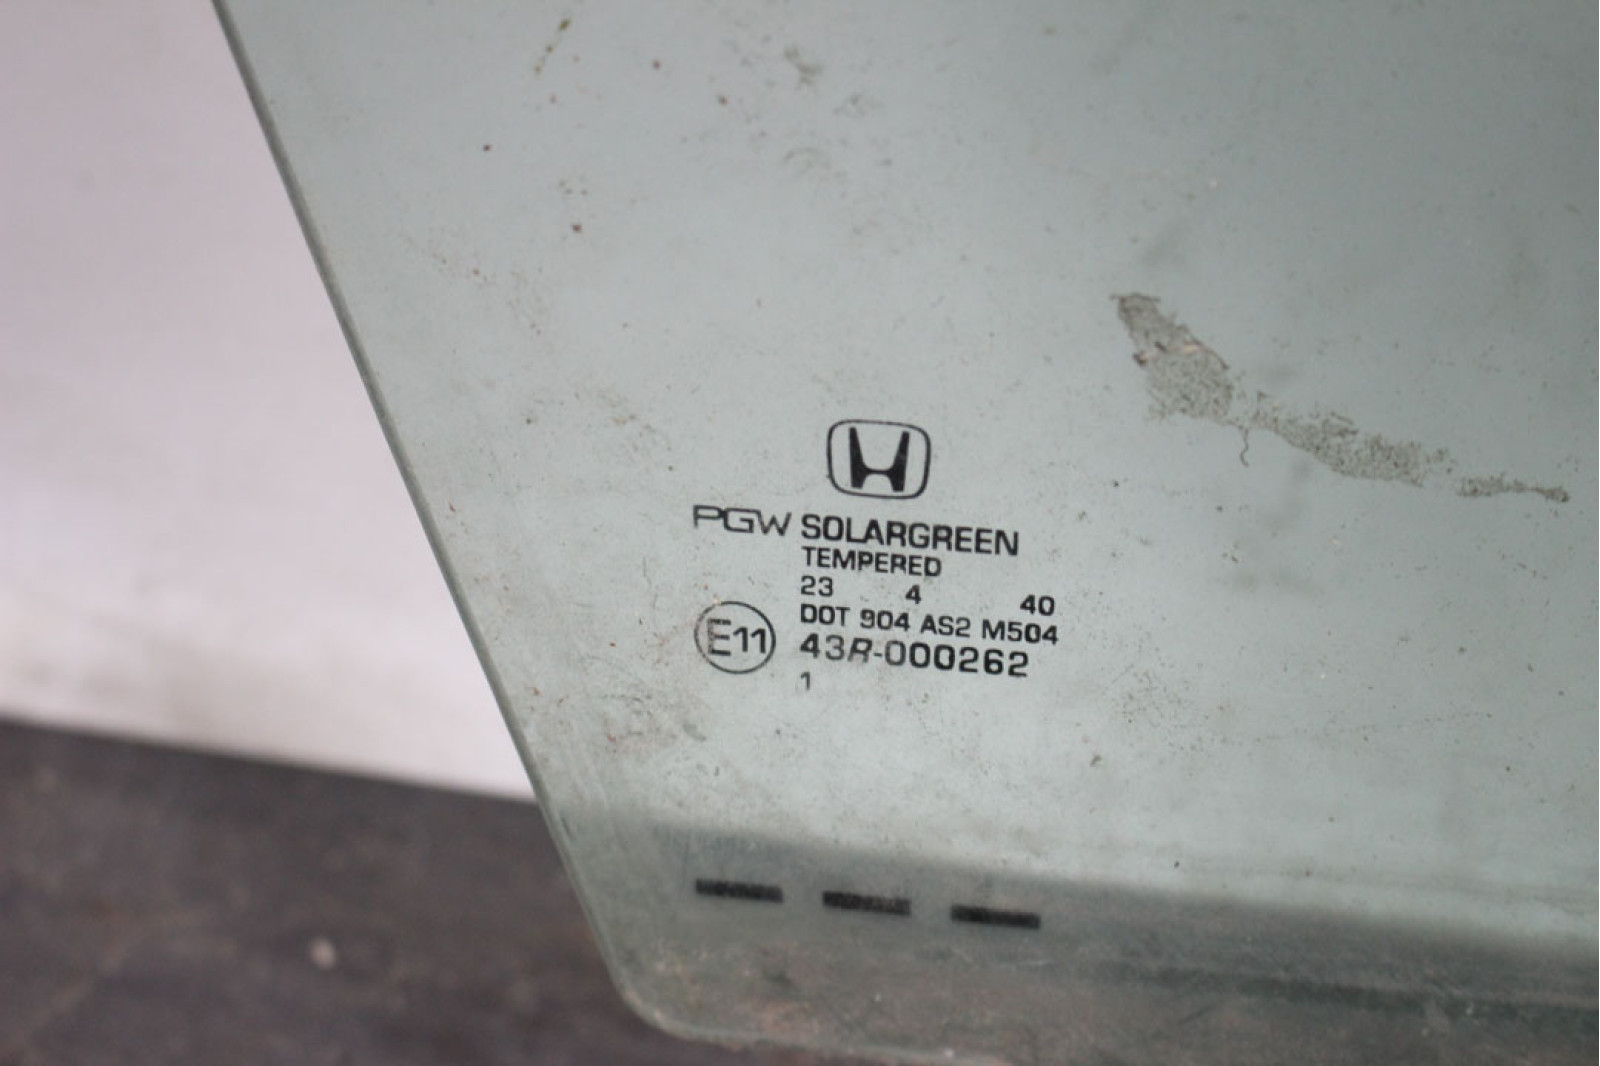 PGW SOLARGREEN
TEMPERED
23 4 40
DOT 904 AS2 M504
E11 43R-000262
1